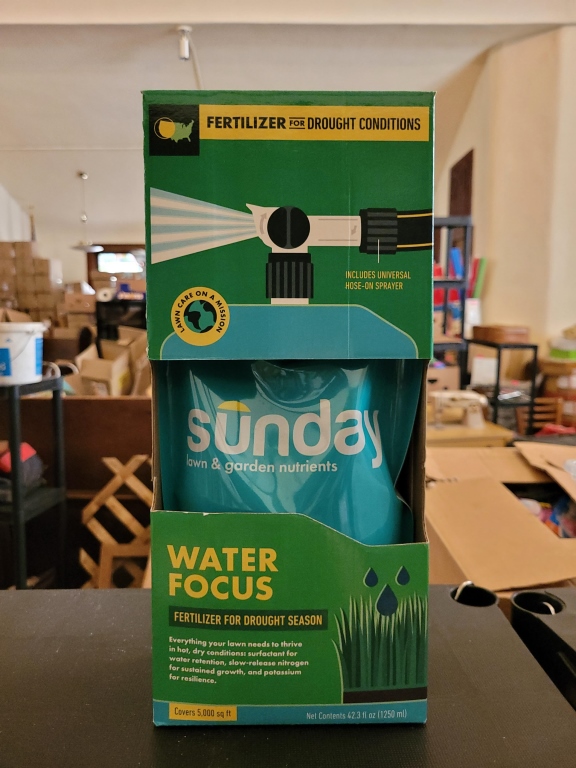 FERTILIZER FOR DROUGHT CONDITIONS
INCLUDES UNIVERSAL
HOSE-ON SPRAYER
LAWN CARE ON A MISSION
sunday
lawn & garden nutrients
WATER
FOCUS
FERTILIZER FOR DROUGHT SEASON
Everything your lawn needs to thrive
in hot, dry conditions: surfactant for
water retention, slow-release nitrogen
for sustained growth, and potassium
for resilience.
Covers 5,000 sq ft
Net Contents 42.3 fl oz (1250 ml)